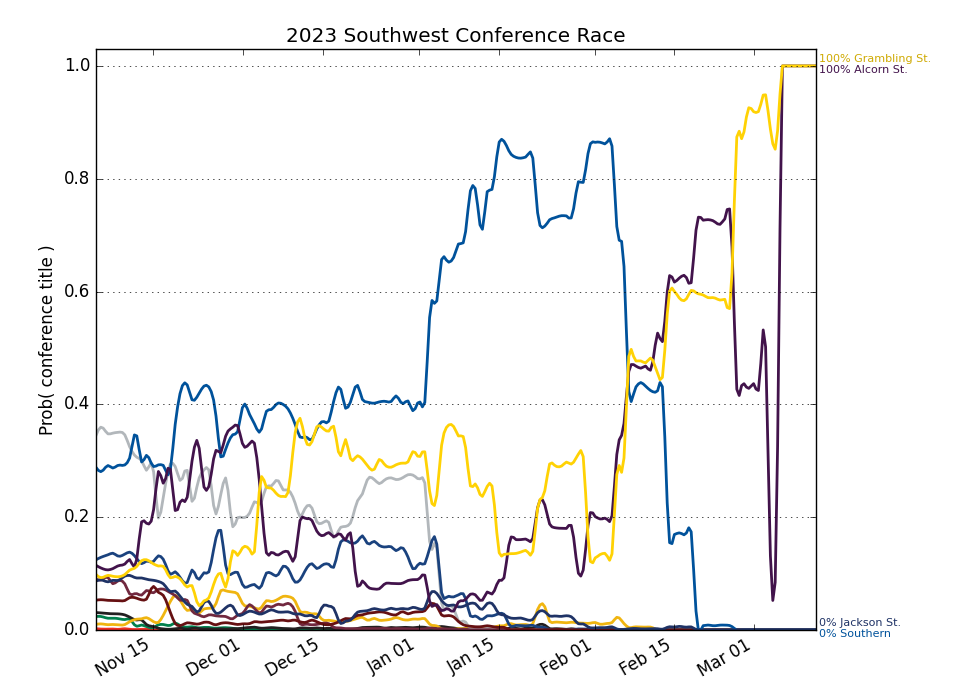 2023 Southwest Conference Race
Prob( conference title )
1.0
0.8
0.6
0.4
0.2
0.0
100% Grambling St.
100% Alcorn St.
0% Jackson St.
0% Southern
Nov 15
Dec 01
Dec 15
Jan 01
Jan 15
Feb 01
Feb 15
Mar 01